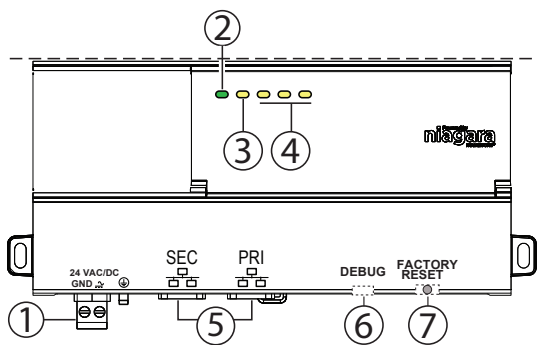 2
3
4
niagara
SEC
PRI
24 VAC/DC
GND
DEBUG
FACTORY
RESET
1
5
6
7